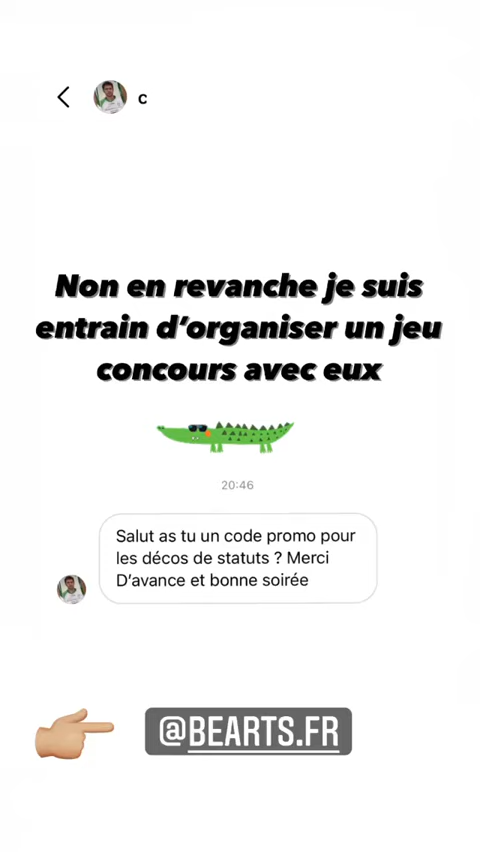 c
Non en revanche je suis
entrain d’organiser un jeu
concours avec eux
20:46
Salut as tu un code promo pour
les décos de statuts ? Merci
D’avance et bonne soirée
@BEARTS.FR